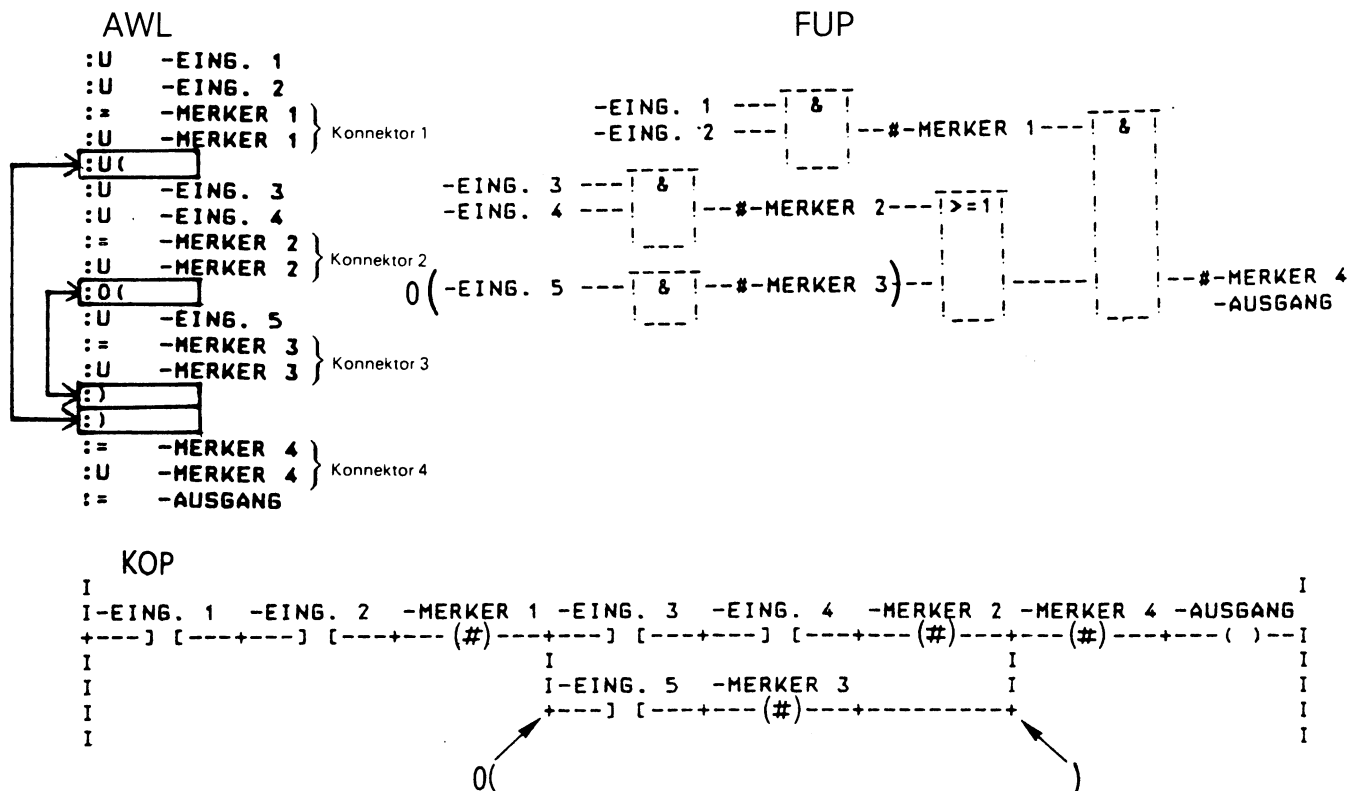 AWL
:U -EING. 1
:U -EING. 2
:= -MERKER 1
:U -MERKER 1
Konnektor 1
:U(
:U -EING. 3
:U -EING. 4
:= -MERKER 2
:U -MERKER 2
Konnektor 2
:O(
:U -EING. 5
:= -MERKER 3
:U -MERKER 3
Konnektor 3
:)
:)
:= -MERKER 4
:U -MERKER 4
Konnektor 4
:= -AUSGANG
FUP
-EING. 1 ---! & !
-EING. 2 ---! !--#-MERKER 1---! & !
-EING. 3 ---! & !
-EING. 4 ---! !--#-MERKER 2---!>=1!
O( -EING. 5 ---! & !--#-MERKER 3)--- ! !-----! !--#-MERKER 4
-AUSGANG
KOP
I I
I-EING. 1 -EING. 2 -MERKER 1 -EING. 3 -EING. 4 -MERKER 2 -MERKER 4 -AUSGANG I
+---] [---+---] [---+---(#)---+---] [---+---] [---+---(#)---+---(#)---+---( )--I
I I I I
I I-EING. 5 -MERKER 3 I I
I +---] [---+---(#)---+---------+ I
I I
O( )